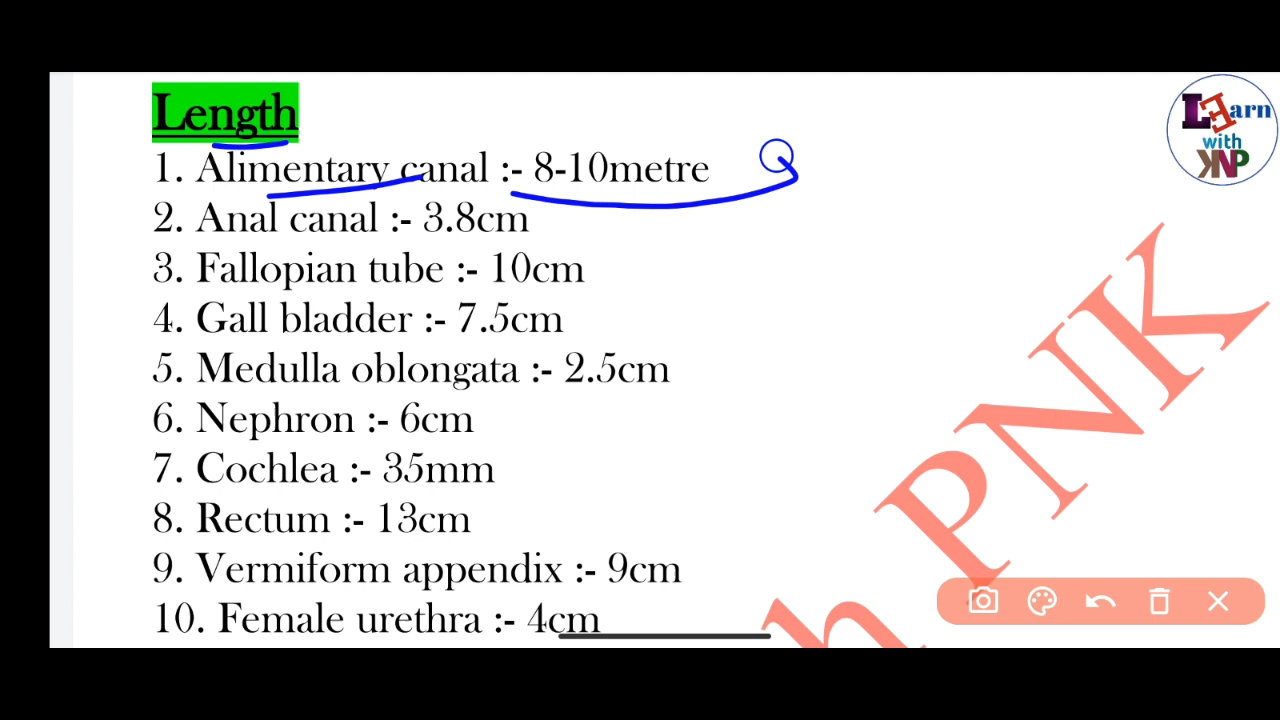 Length
1. Alimentary canal :- 8-10metre
2. Anal canal :- 3.8cm
3. Fallopian tube :- 10cm
4. Gall bladder :- 7.5cm
5. Medulla oblongata :- 2.5cm
6. Nephron :- 6cm
7. Cochlea :- 35mm
8. Rectum :- 13cm
9. Vermiform appendix :- 9cm
10. Female urethra :- 4cm
LEarn
with
KNP
h PNK